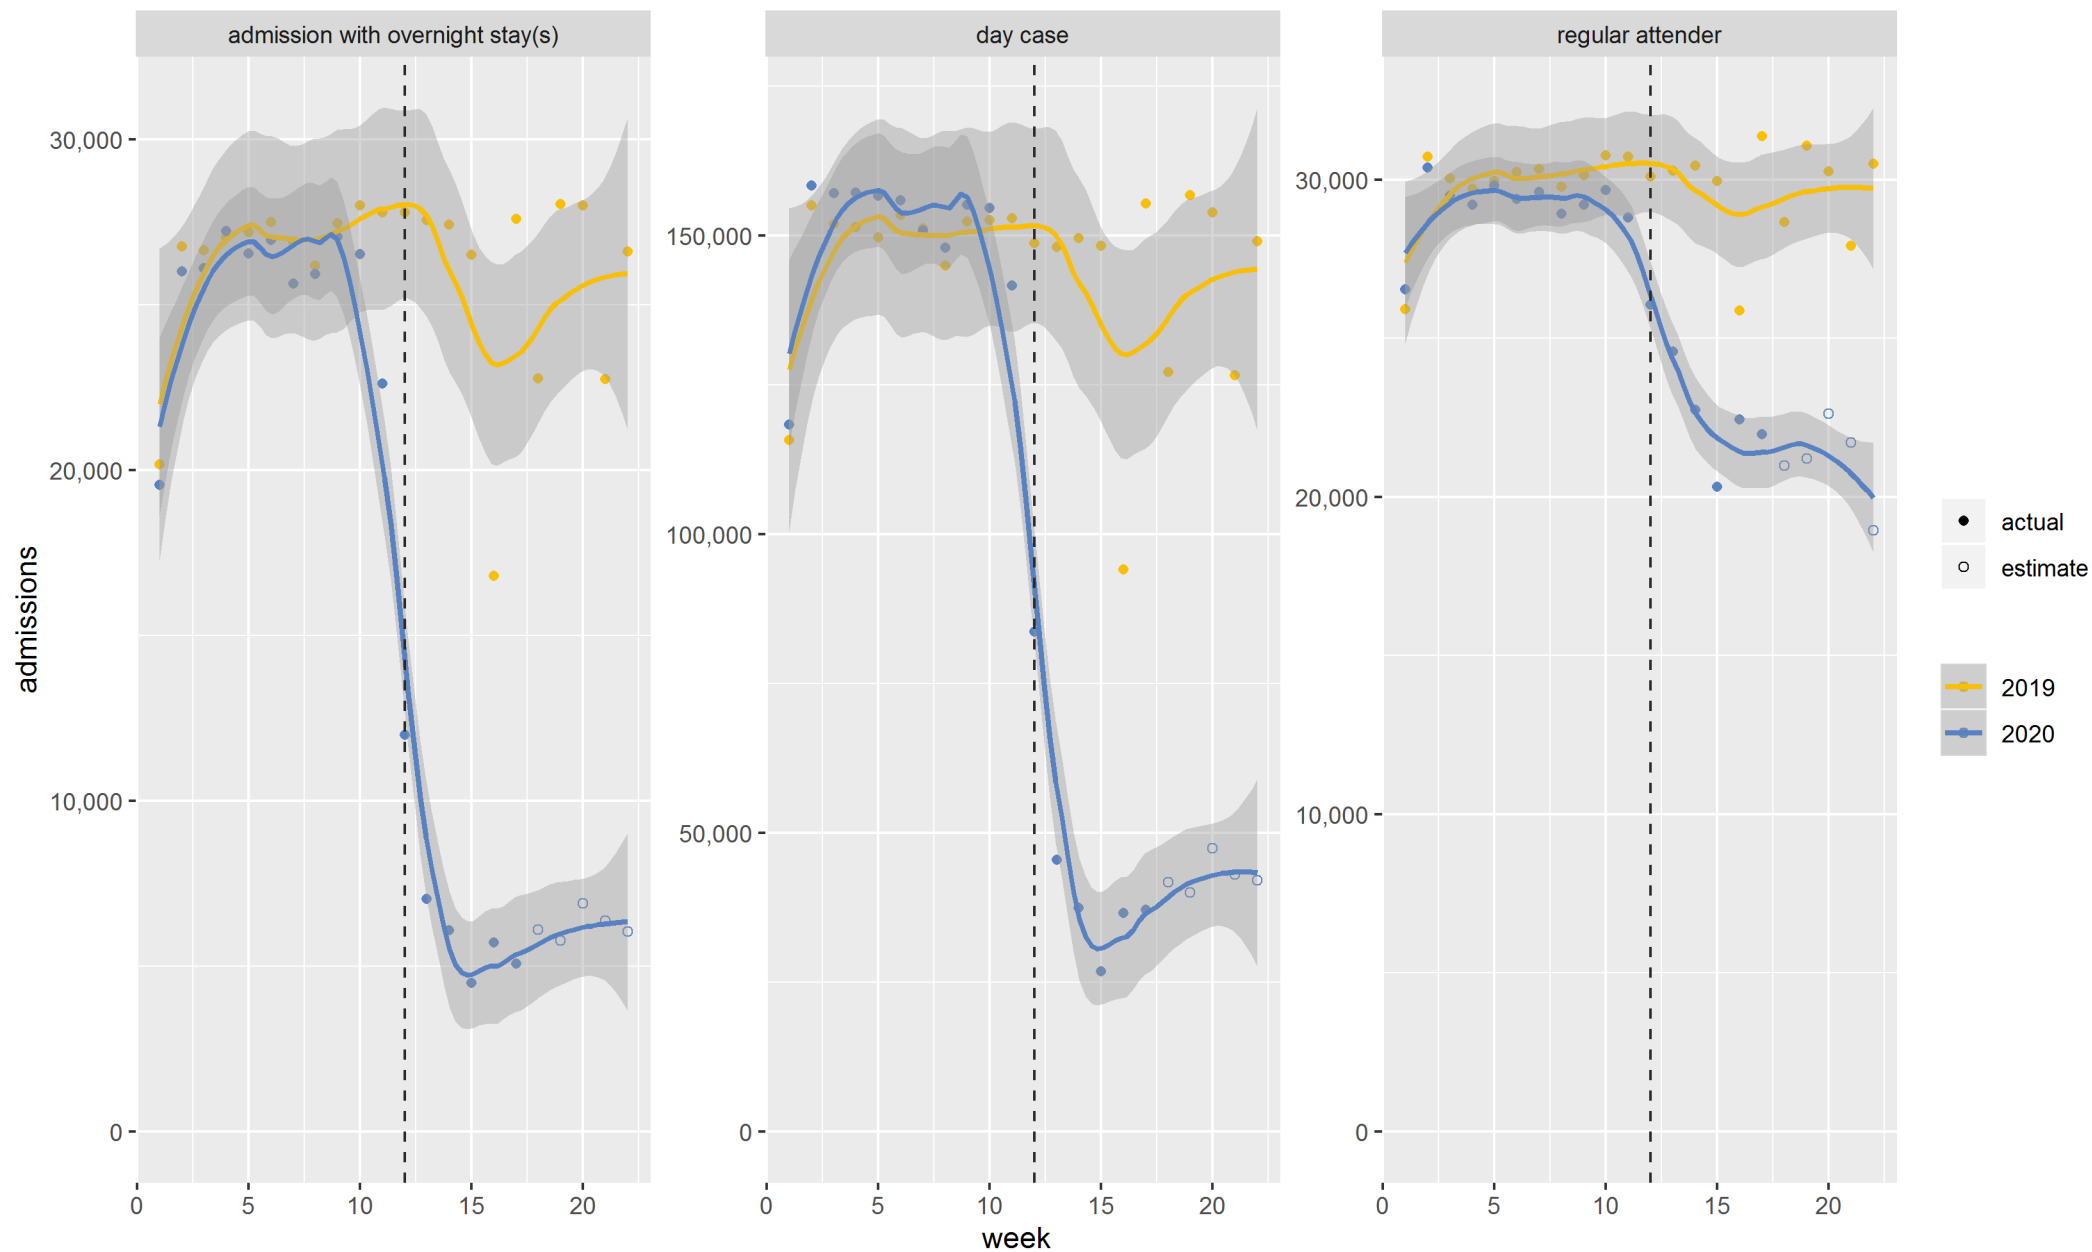 admission with overnight stay(s)
day case
regular attender
admissions
30,000
20,000
10,000
0
150,000
100,000
50,000
0
30,000
20,000
10,000
0
0 5 10 15 20
0 5 10 15 20
0 5 10 15 20
week
actual
estimate
2019
2020